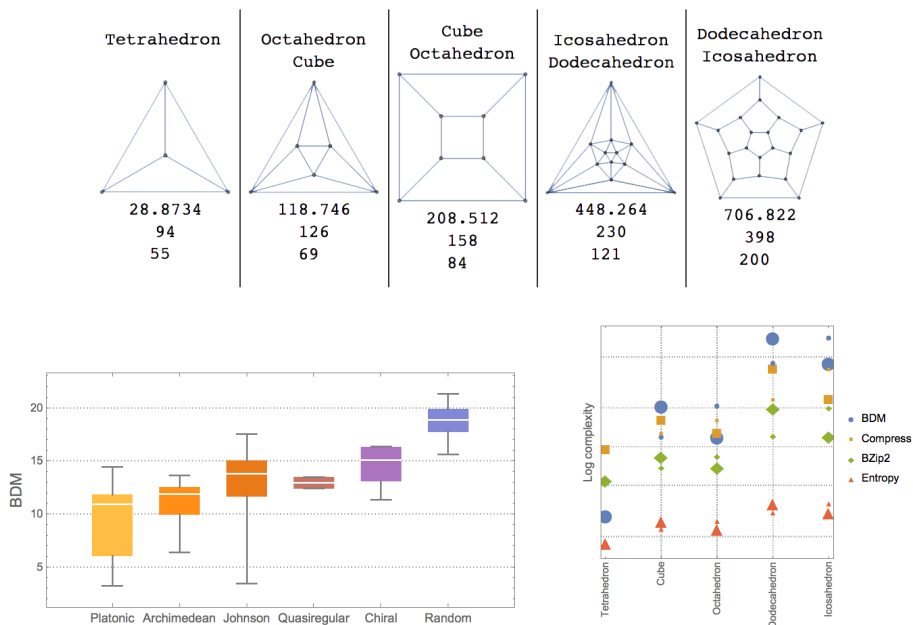 Tetrahedron
28.8734
94
55
Octahedron
Cube
118.746
126
69
Cube
Octahedron
208.512
158
84
Icosahedron
Dodecahedron
448.264
230
121
Dodecahedron
Icosahedron
706.822
398
200
BDM
20
15
10
5
Platonic Archimedean Johnson Quasiregular Chiral Random
Log complexity
Tetrahedron
Cube
Octahedron
Dodecahedron
Icosahedron
BDM
Compress
BZip2
Entropy